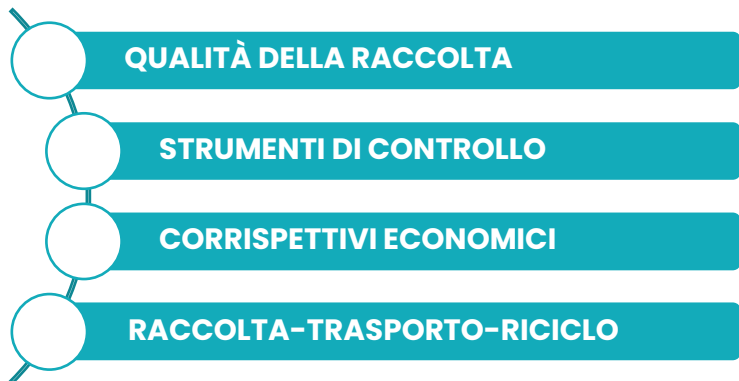 QUALITÀ DELLA RACCOLTA
STRUMENTI DI CONTROLLO
CORRISPETTIVI ECONOMICI
RACCOLTA-TRASPORTO-RICICLO